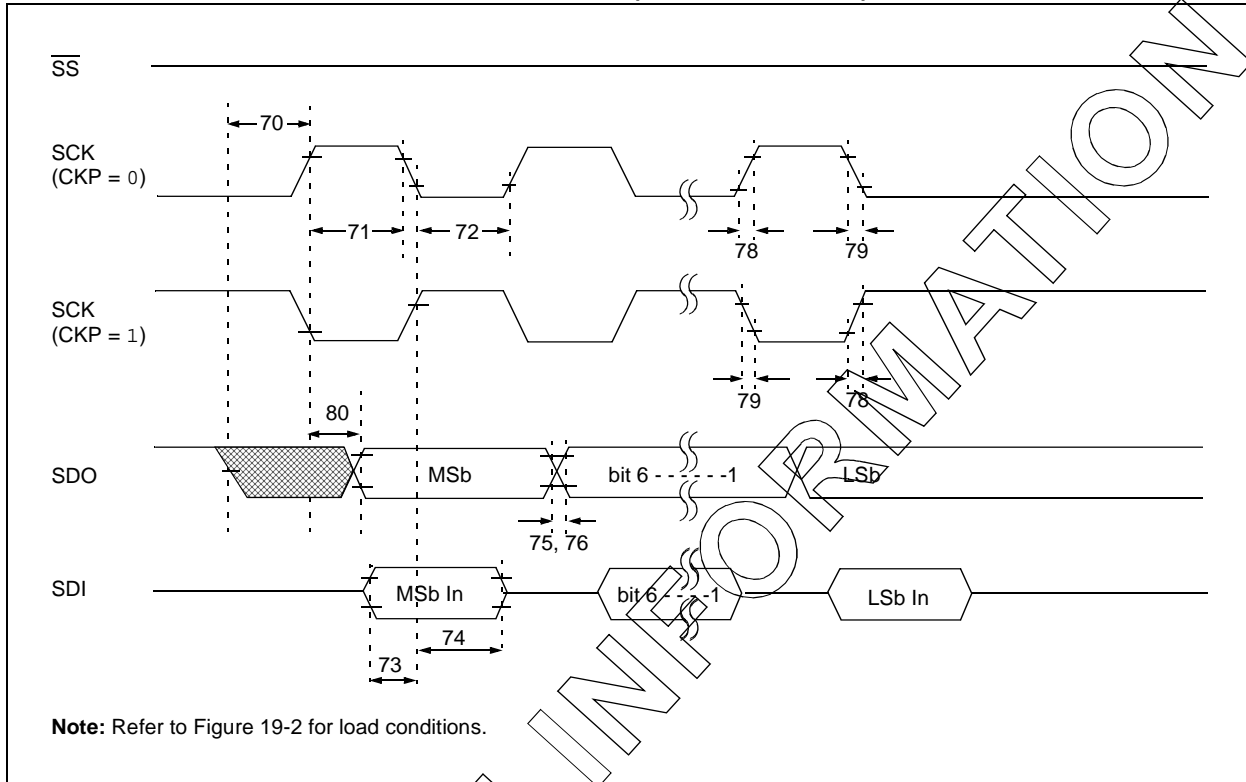 SS
70
SCK
(CKP = 0)
71
72
78
79
SCK
(CKP = 1)
79
78
80
SDO
MSb
bit 6 - - - - - -1
LSb
75, 76
SDI
MSb In
bit 6 - - - - - -1
LSb In
74
73
Note: Refer to Figure 19-2 for load conditions.
INFORMATION